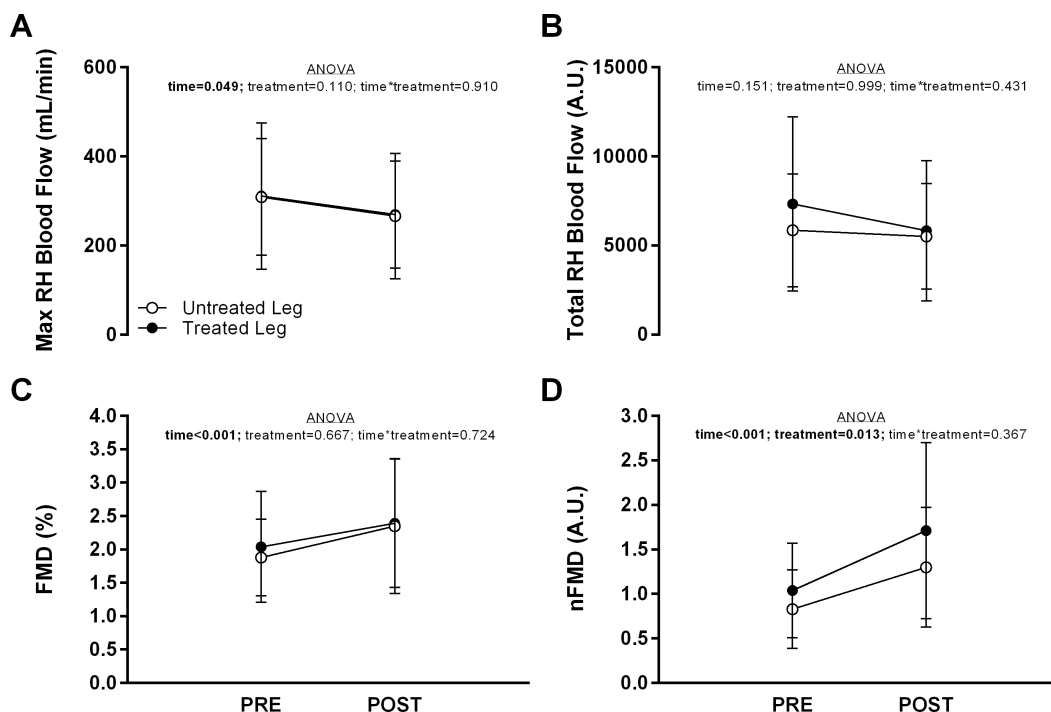 A
Max RH Blood Flow (mL/min)
600
400
200
0
ANOVA
time=0.049; treatment=0.110; time*treatment=0.910
Untreated Leg
Treated Leg
B
Total RH Blood Flow (A.U.)
15000
10000
5000
0
ANOVA
time=0.151; treatment=0.999; time*treatment=0.431
C
FMD (%)
4.0
3.5
3.0
2.5
2.0
1.5
1.0
0.5
0.0
ANOVA
time<0.001; treatment=0.667; time*treatment=0.724
PRE
POST
D
nFMD (A.U.)
3.0
2.5
2.0
1.5
1.0
0.5
0.0
ANOVA
time<0.001; treatment=0.013; time*treatment=0.367
PRE
POST